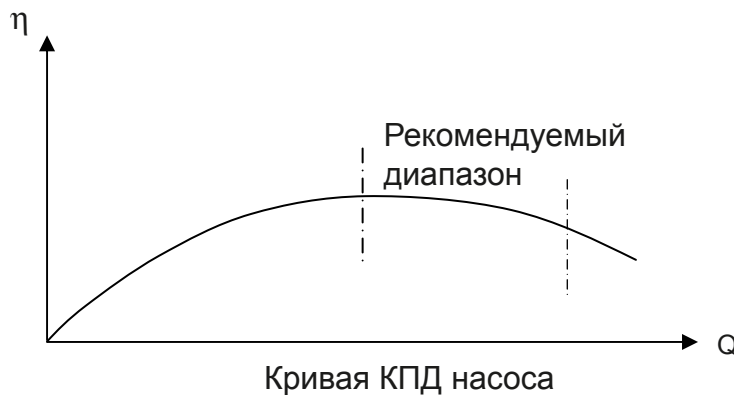 η
Рекомендуемый
диапазон
Q
Кривая КПД насоса